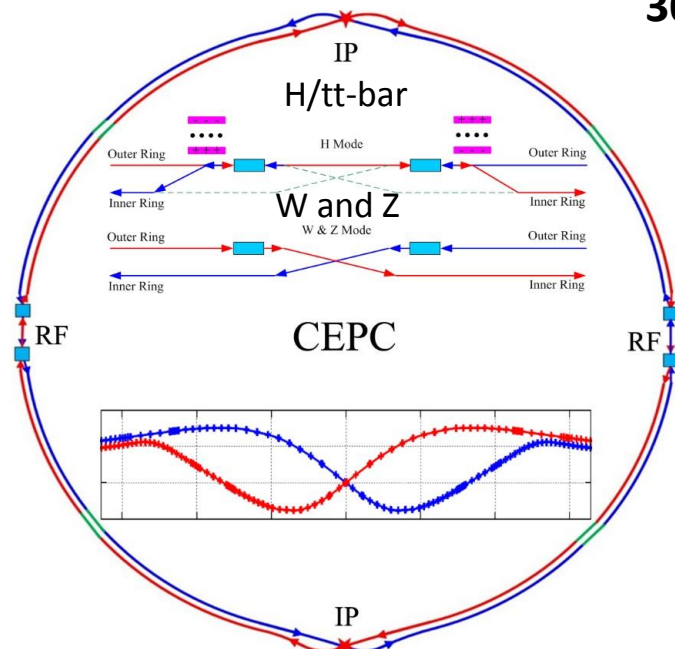 30
IP
H/tt-bar
H Mode
Outer Ring
Outer Ring
Inner Ring
Inner Ring
W and Z
W & Z Mode
Outer Ring
Outer Ring
Inner Ring
Inner Ring
RF
CEPC
RF
IP